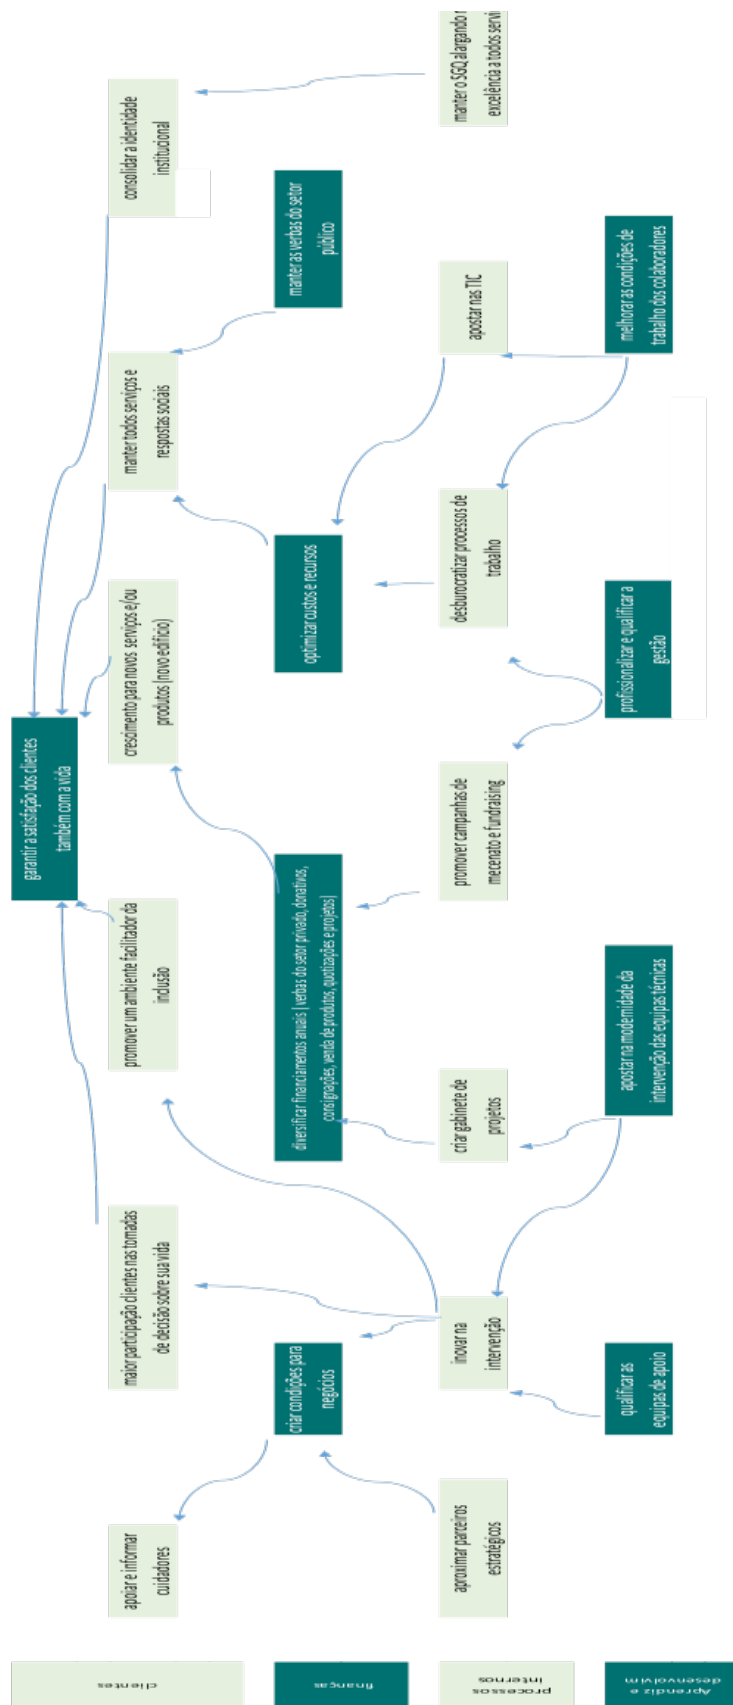 garantir a satisfação dos clientes
também com a vida
apoiar e informar
cuidadores
maior participação clientes nas tomadas
de decisão sobre sua vida
promover um ambiente facilitador da
inclusão
crescimento para novos serviços e/ou
produtos (novo edifício)
manter todos serviços e
respostas sociais
consolidar a identidade
institucional
clientes
criar condições para
negócios
diversificar financiamentos anuais ( verbas do setor privado, donativos,
consignações, venda de produtos, quotizações e projetos)
optimizar custos e recursos
manter as verbas do setor
público
finanças
aproximar parceiros
estratégicos
inovar na
intervenção
criar gabinete de
projetos
promover campanhas de
mecenato e fundraising
desburocratizar processos de
trabalho
apostar nas TIC
manter o SGQ alargando
excelência a todos
processos
internos
qualificar as
equipas de apoio
apostar na modernidade da
intervenção das equipas técnicas
profissionalizar e qualificar a
gestão
melhorar as condições de
trabalho dos colaboradores
Aprendiz e
desenvolvim